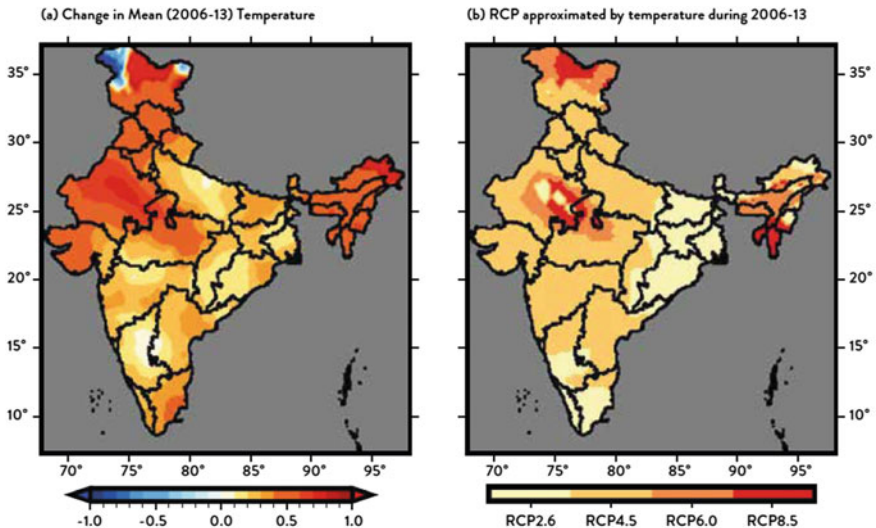 (a) Change in Mean (2006-13) Temperature
(b) RCP approximated by temperature during 2006-13
35° 35°
30° 30°
25° 25°
20° 20°
15° 15°
10° 10°
70° 75° 80° 85° 90° 95° 70° 75° 80° 85° 90° 95°
-1.0 -0.5 0.0 0.5 1.0
RCP2.6 RCP4.5 RCP6.0 RCP8.5